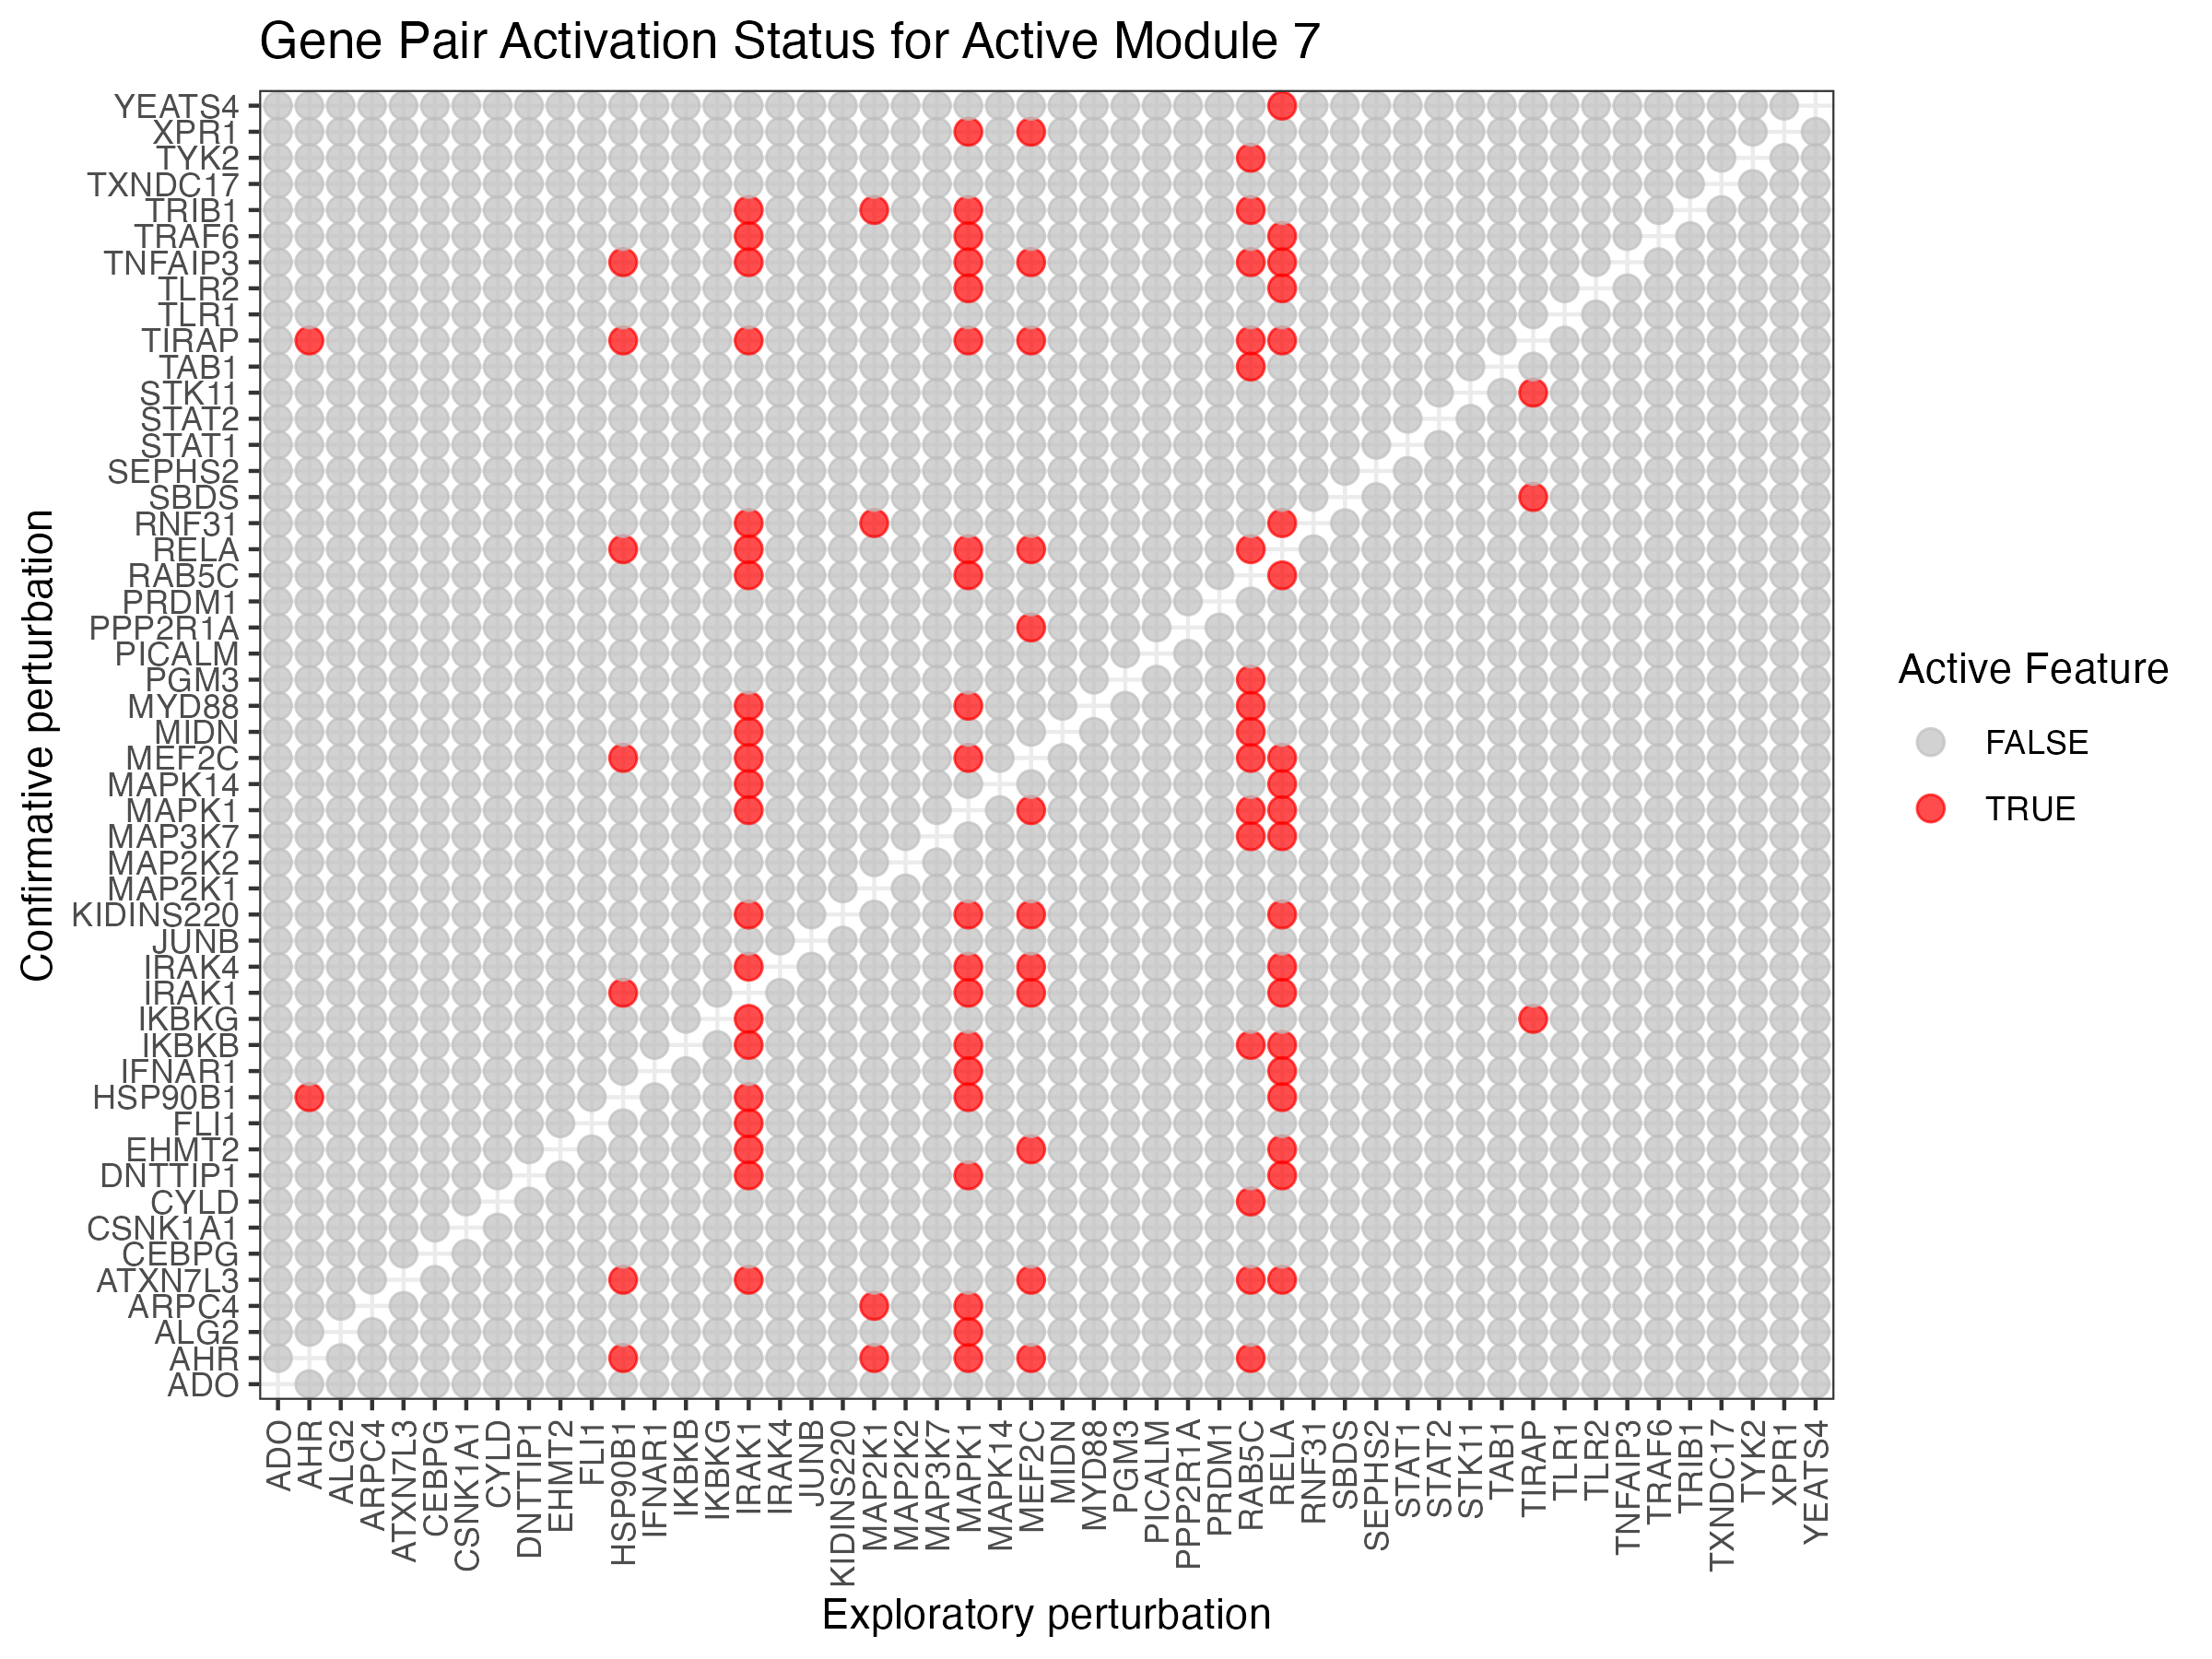 Gene Pair Activation Status for Active Module 7
YEATS4
XPR1
TYK2
TXNDC17
TRIB1
TRAF6
TNFAIP3
TLR2
TLR1
TIRAP
TAB1
STK11
STAT2
STAT1
SEPHS2
SBDS
RNF31
RELA
RAB5C
PRDM1
PPP2R1A
PICALM
PGM3
MYD88
MIDN
MEF2C
MAPK14
MAPK1
MAP3K7
MAP2K2
MAP2K1
KIDINS220
JUNB
IRAK4
IRAK1
IKBKG
IKBKB
IFNAR1
HSP90B1
FLI1
EHMT2
DNTTIP1
CYLD
CSNK1A1
CEBPG
ATXN7L3
ARPC4
ALG2
AHR
ADO
Confirmative perturbation
ADO
AHR
ALG2
ARPC4
ATXN7L3
CEBPG
CSNK1A1
CYLD
DNTTIP1
EHMT2
FLI1
HSP90B1
IFNAR1
IKBKB
IKBKG
IRAK1
IRAK4
JUNB
KIDINS220
MAP2K1
MAP2K2
MAP3K7
MAPK1
MAPK14
MEF2C
MIDN
MYD88
PGM3
PICALM
PPP2R1A
PRDM1
RAB5C
RELA
RNF31
SBDS
SEPHS2
STAT1
STAT2
STK11
TAB1
TIRAP
TLR1
TLR2
TNFAIP3
TRAF6
TRIB1
TXNDC17
TYK2
XPR1
YEATS4
Exploratory perturbation
Active Feature
FALSE
TRUE